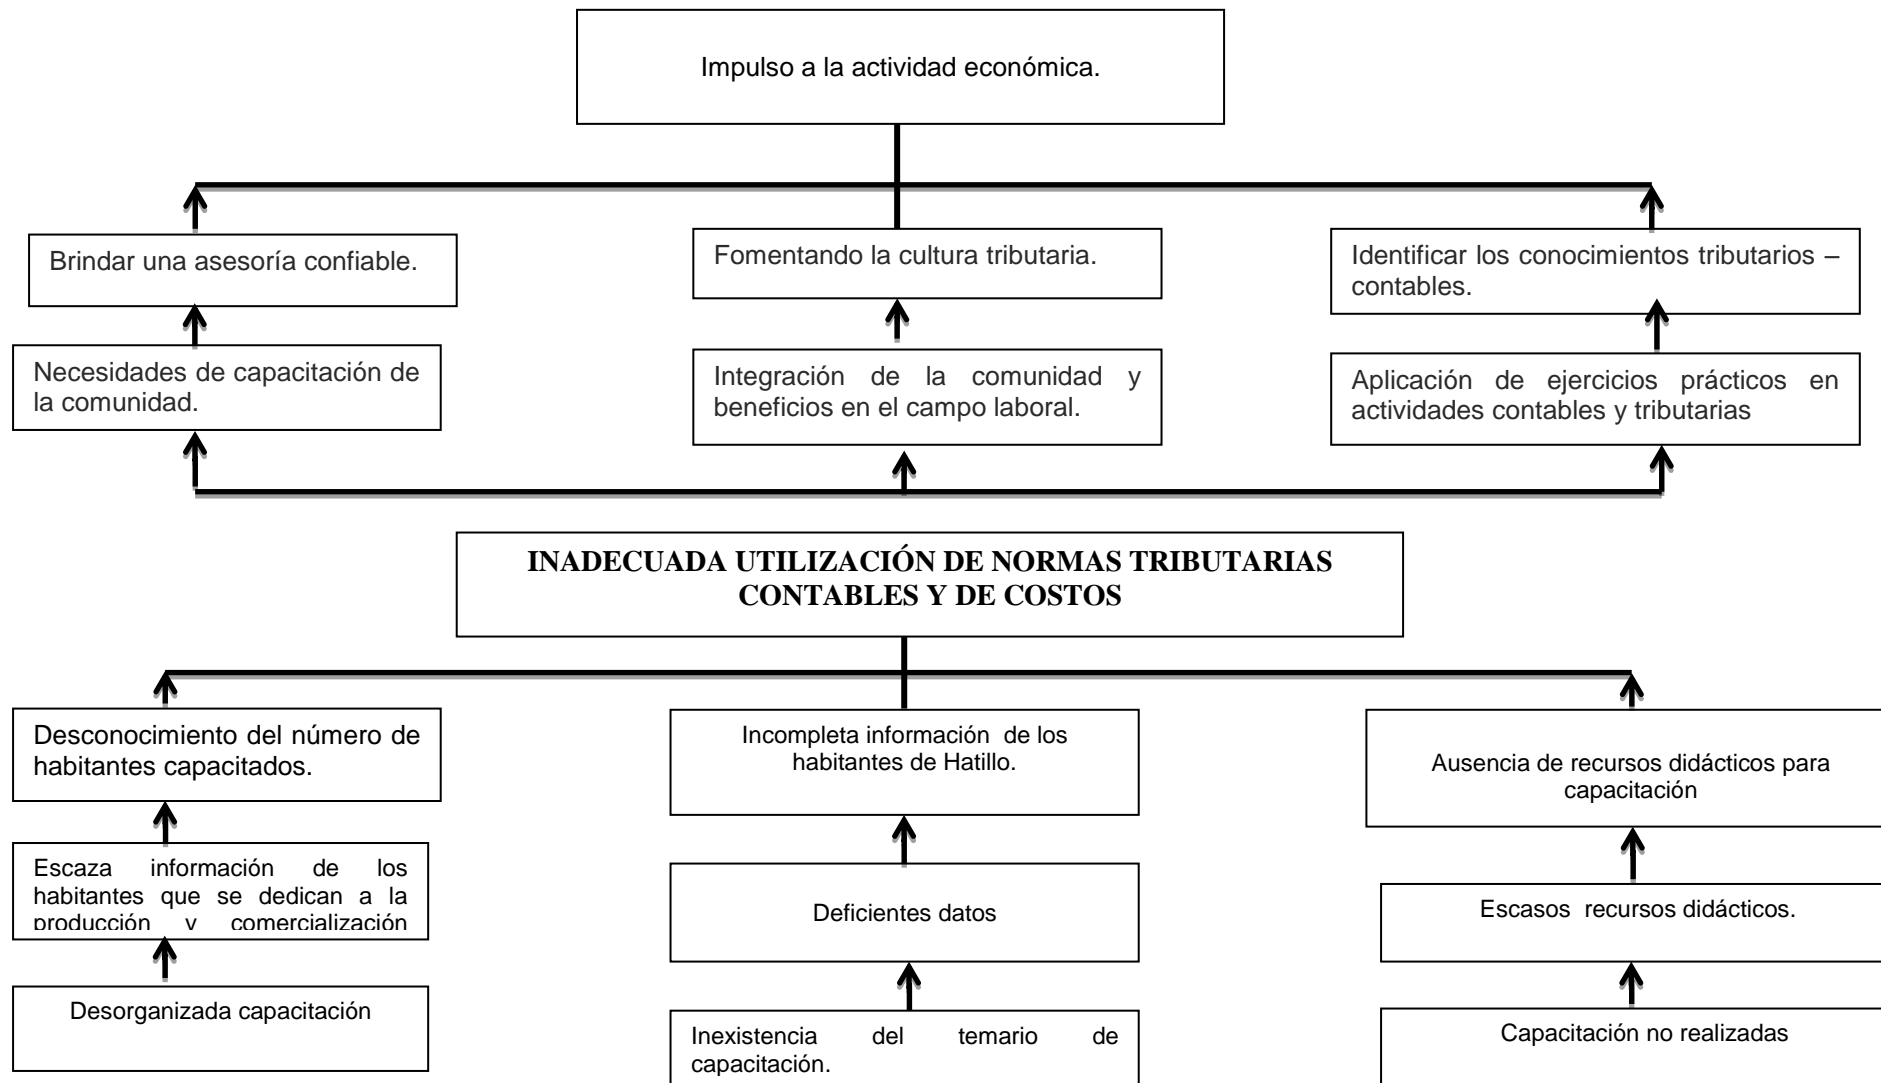 Impulso a la actividad económica.
Brindar una asesoría confiable.
Fomentando la cultura tributaria.
Identificar los conocimientos tributarios –
contables.
Necesidades de capacitación de
la comunidad.
Integración de la comunidad y
beneficios en el campo laboral.
Aplicación de ejercicios prácticos en
actividades contables y tributarias
INADECUADA UTILIZACIÓN DE NORMAS TRIBUTARIAS
CONTABLES Y DE COSTOS
Desconocimiento del número de
habitantes capacitados.
Incompleta información de los
habitantes de Hatillo.
Ausencia de recursos didácticos para
capacitación
Escaza información de los
habitantes que se dedican a la
producción y comercialización
Deficientes datos
Escasos recursos didácticos.
Desorganizada capacitación
Inexistencia del temario de
capacitación.
Capacitación no realizadas